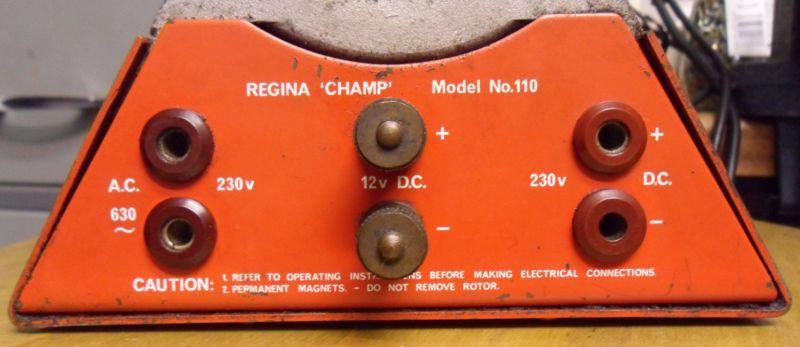 REGINA 'CHAMP' Model No.110
+ +
A.C. 230v 12v D.C. 230v D.C.
630
~ - -
CAUTION: 1. REFER TO OPERATING BEFORE MAKING ELECTRICAL CONNECTIONS.
2. PERMANENT MAGNETS. - DO NOT REMOVE ROTOR.